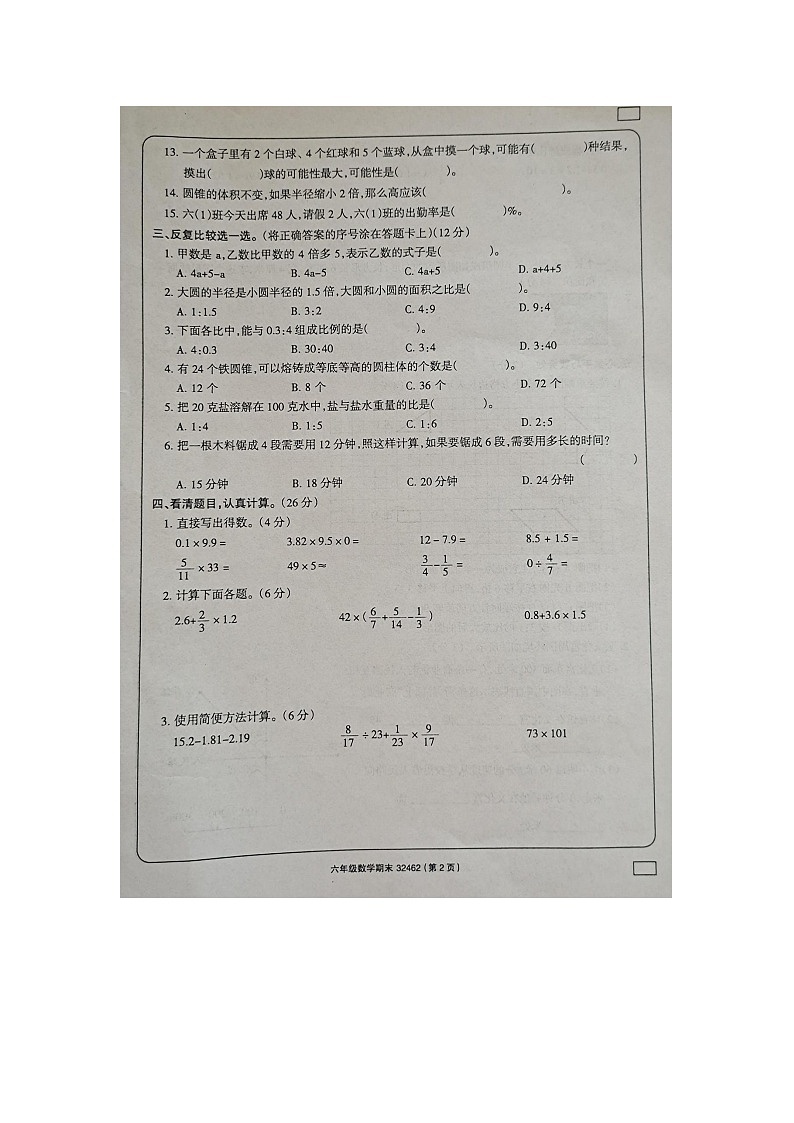 13. 一个盒子里有2个白球、4个红球和5个蓝球,从盒中摸一个球,可能有(　　)种结果,
摸出(　　)球的可能性最大,可能性是(　　)。
14. 圆锥的体积不变,如果半径缩小2倍,那么高应该(　　)。
15. 六(1)班今天出席48人,请假2人,六(1)班的出勤率是(　　)%。
三、反复比较选一选。(将正确答案的序号涂在答题卡上)(12分)
1. 甲数是a,乙数比甲数的4倍多5,表示乙数的式子是(　　)。
A. 4a+5-a　B. 4a-5　C. 4a+5　D. a+4+5
2. 大圆的半径是小圆半径的1.5倍,大圆和小圆的面积之比是(　　)。
A. 1:1.5　B. 3:2　C. 4:9　D. 9:4
3. 下面各比中,能与0.3:4组成比例的是(　　)。
A. 4:0.3　B. 30:40　C. 3:4　D. 3:40
4. 有24个铁圆锥,可以熔铸成等底等高的圆柱体的个数是(　　)。
A. 12个　B. 8个　C. 36个　D. 72个
5. 把20克盐溶解在100克水中,盐与盐水重量的比是(　　)。
A. 1:4　B. 1:5　C. 1:6　D. 2:5
6. 把一根木料锯成4段需要用12分钟,照这样计算,如果要锯成6段,需要用多长的时间?
(　　)
A. 15分钟　B. 18分钟　C. 20分钟　D. 24分钟
四、看清题目,认真计算。(26分)
1. 直接写出得数。(4分)
0.1×9.9=　3.82×9.5×0=　12-7.9=　8.5+1.5=
5/11×33=　49×5≈　3/4-1/5=　0÷4/7=
2. 计算下面各题。(6分)
2.6+2/3×1.2　42×(6/7+5/14-1/3)　0.8+3.6×1.5
3. 使用简便方法计算。(6分)
15.2-1.81-2.19　8/17÷23+1/23×9/17　73×101
六年级数学期末 32462(第2页)